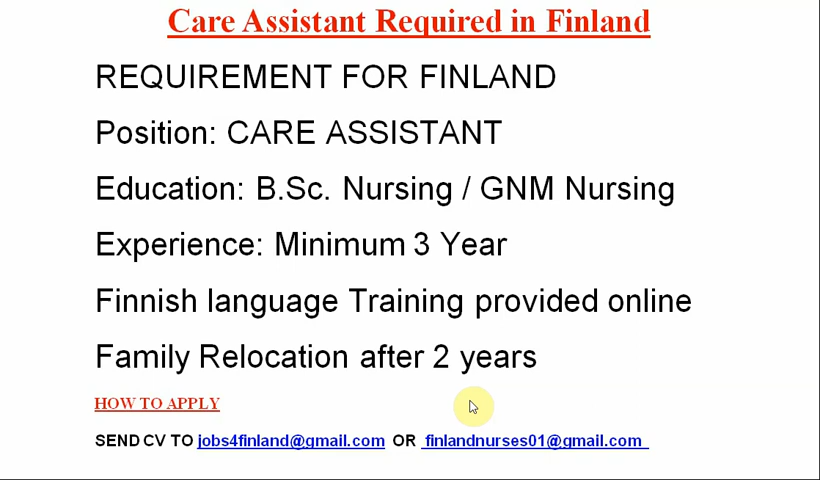 Care Assistant Required in Finland
REQUIREMENT FOR FINLAND
Position: CARE ASSISTANT
Education: B.Sc. Nursing / GNM Nursing
Experience: Minimum 3 Year
Finnish language Training provided online
Family Relocation after 2 years
HOW TO APPLY
SEND CV TO jobs4finland@gmail.com OR finlandnurses01@gmail.com